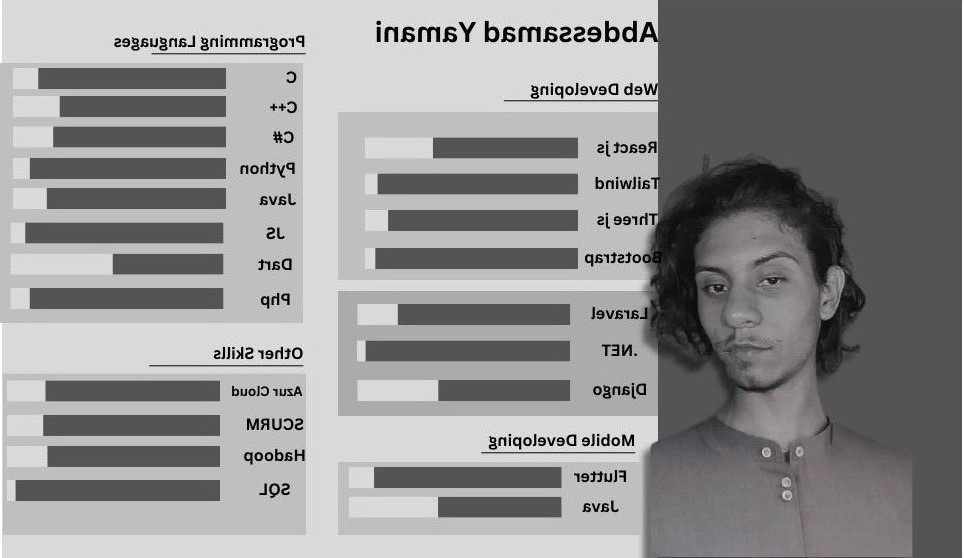 Abdessamad Yamani
Web Developing
React js
Tailwind
Three js
Bootstrap
Laravel
.NET
Django
Mobile Developing
Flutter
Java
Programming Languages
C
C++
C#
Python
Java
JS
Dart
Php
Other Skills
Azur Cloud
SCURM
Hadoop
SQL